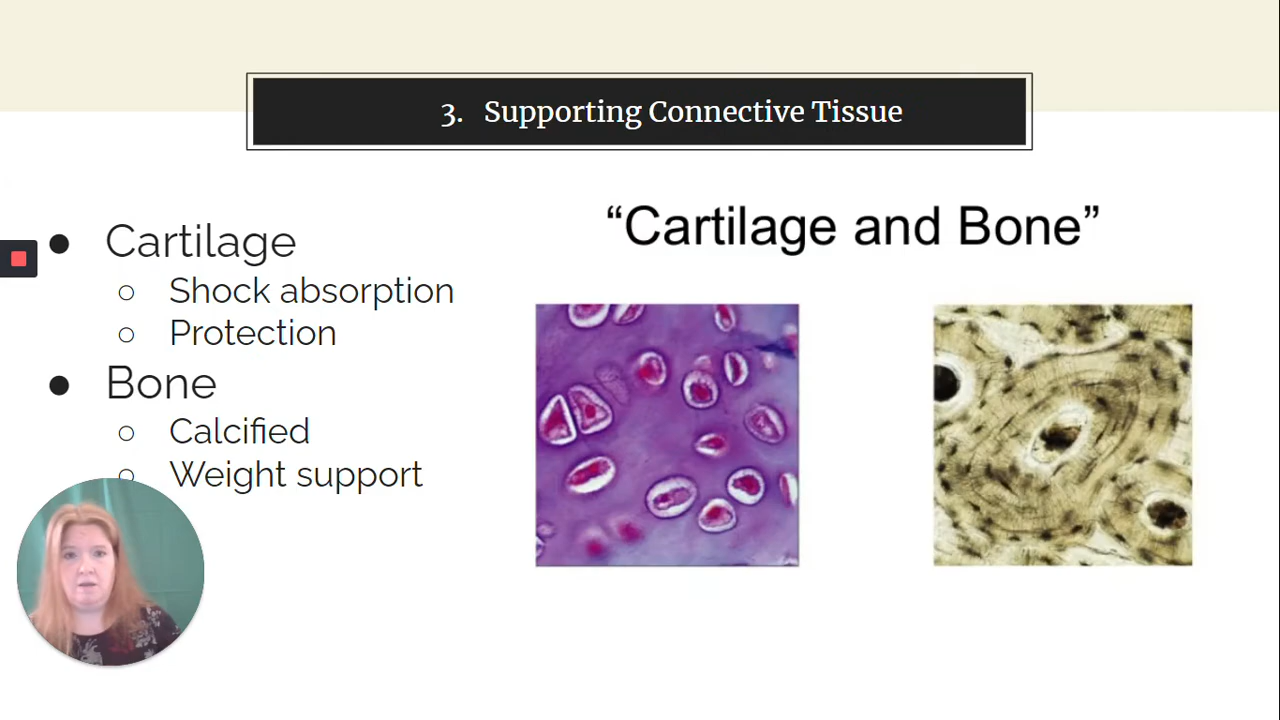 3. Supporting Connective Tissue
● Cartilage
○ Shock absorption
○ Protection
● Bone
○ Calcified
○ Weight support
“Cartilage and Bone”